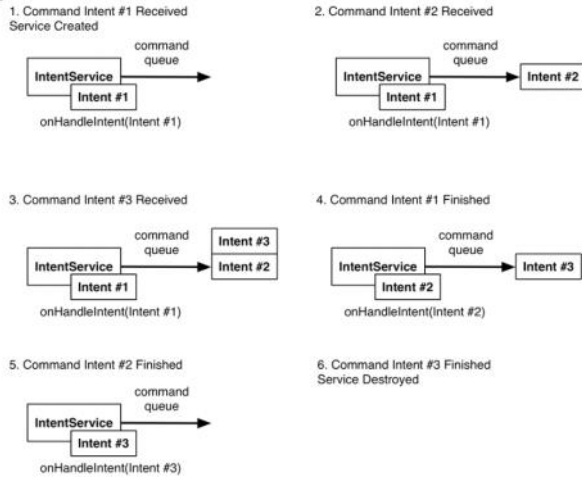 1. Command Intent #1 Received
Service Created
command
queue
IntentService
Intent #1
onHandleIntent(Intent #1)
2. Command Intent #2 Received
command
queue
IntentService
Intent #2
Intent #1
onHandleIntent(Intent #1)
3. Command Intent #3 Received
command
queue
Intent #3
IntentService
Intent #2
Intent #1
onHandleIntent(Intent #1)
4. Command Intent #1 Finished
command
queue
IntentService
Intent #3
Intent #2
onHandleIntent(Intent #2)
5. Command Intent #2 Finished
command
queue
IntentService
Intent #3
onHandleIntent(Intent #3)
6. Command Intent #3 Finished
Service Destroyed